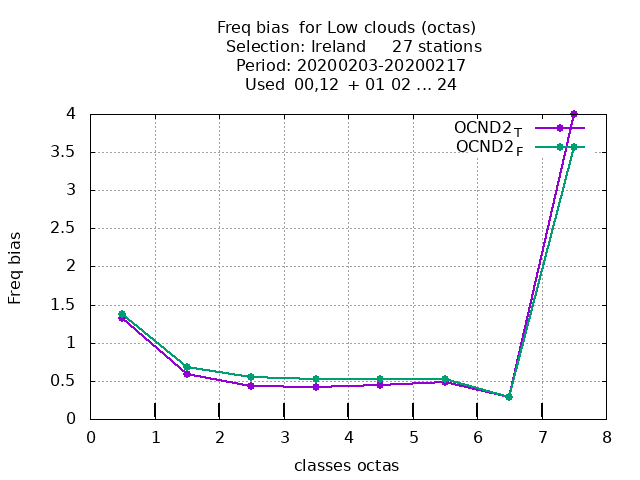 Freq bias  for Low clouds (octas)
Selection: Ireland     27 stations
Period: 20200203-20200217
Used  00,12  + 01 02 ... 24
OCND2T
OCND2F
4
3.5
3
2.5
2
1.5
1
0.5
0
Freq bias
0 1 2 3 4 5 6 7 8
classes octas